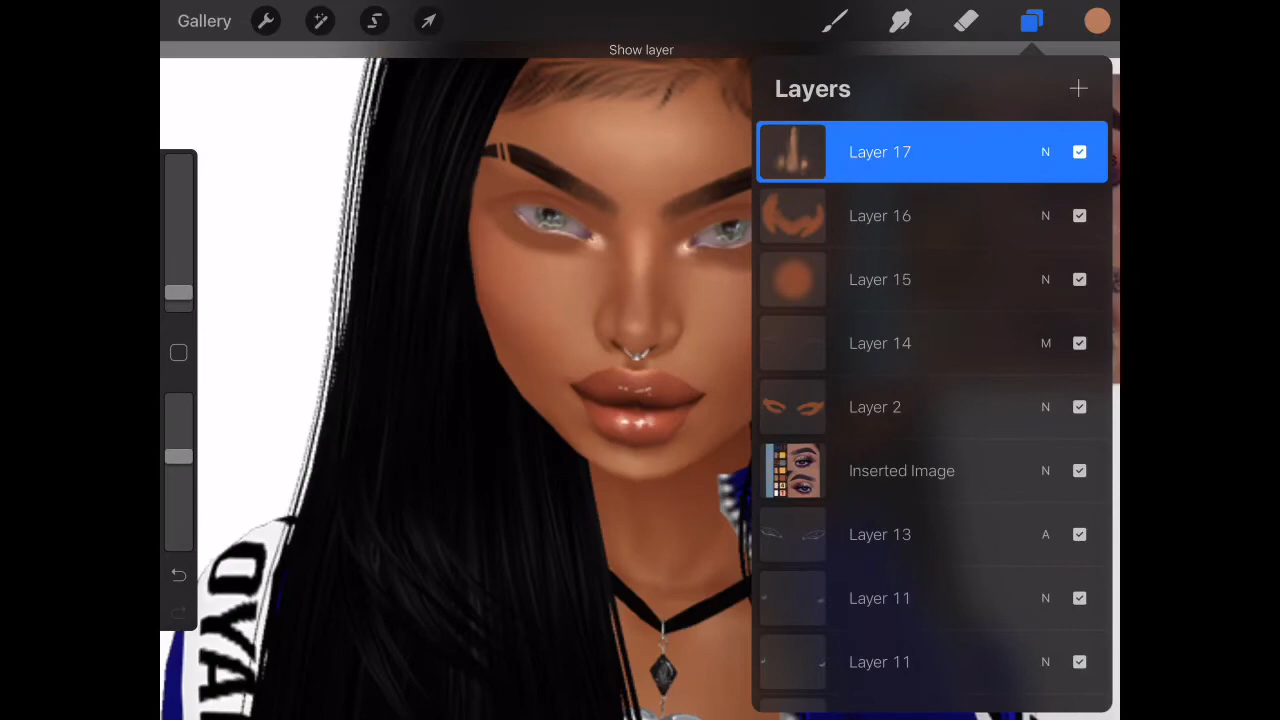 Gallery
Show layer
Layers
Layer 17 N
Layer 16 N
Layer 15 N
Layer 14 M
Layer 2 N
Inserted Image N
Layer 13 A
Layer 11 N
Layer 11 N
OYAL